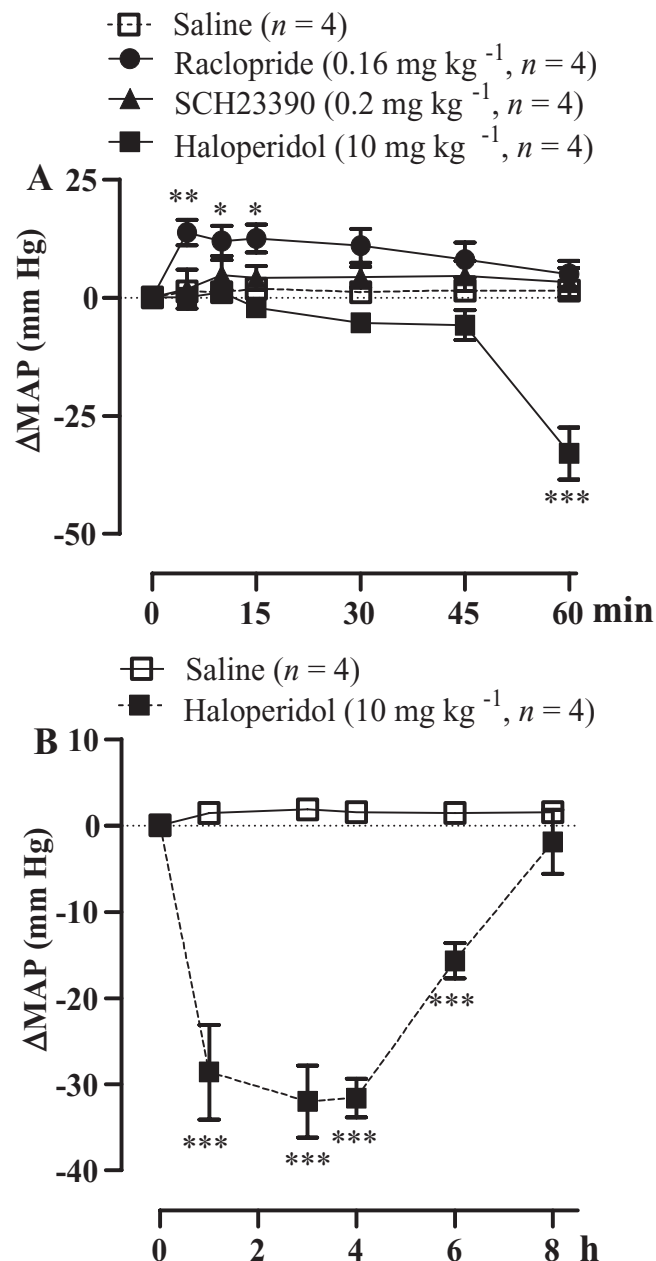 Saline (n = 4)
Raclopride (0.16 mg kg -1, n = 4)
SCH23390 (0.2 mg kg -1, n = 4)
Haloperidol (10 mg kg -1, n = 4)
A
25
** * *
0
-25
-50
***
ΔMAP (mm Hg)
0 15 30 45 60 min
Saline (n = 4)
Haloperidol (10 mg kg -1, n = 4)
B
10
0
-10
-20
-30
-40
ΔMAP (mm Hg)
***
***
***
***
0 2 4 6 8 h